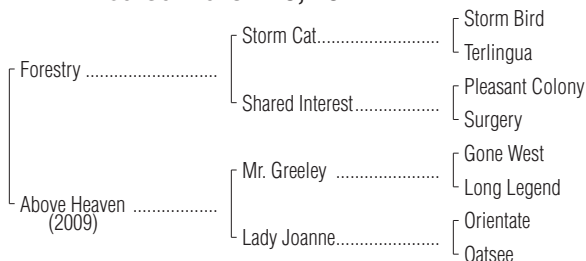 Storm Bird
Storm Cat..............................
Terlingua
Forestry ................................
Pleasant Colony
Shared Interest.....................
Surgery
Gone West
Mr. Greeley .........................
Long Legend
Above Heaven .....................
(2009)
Orientate
Lady Joanne..........................
Oatsee